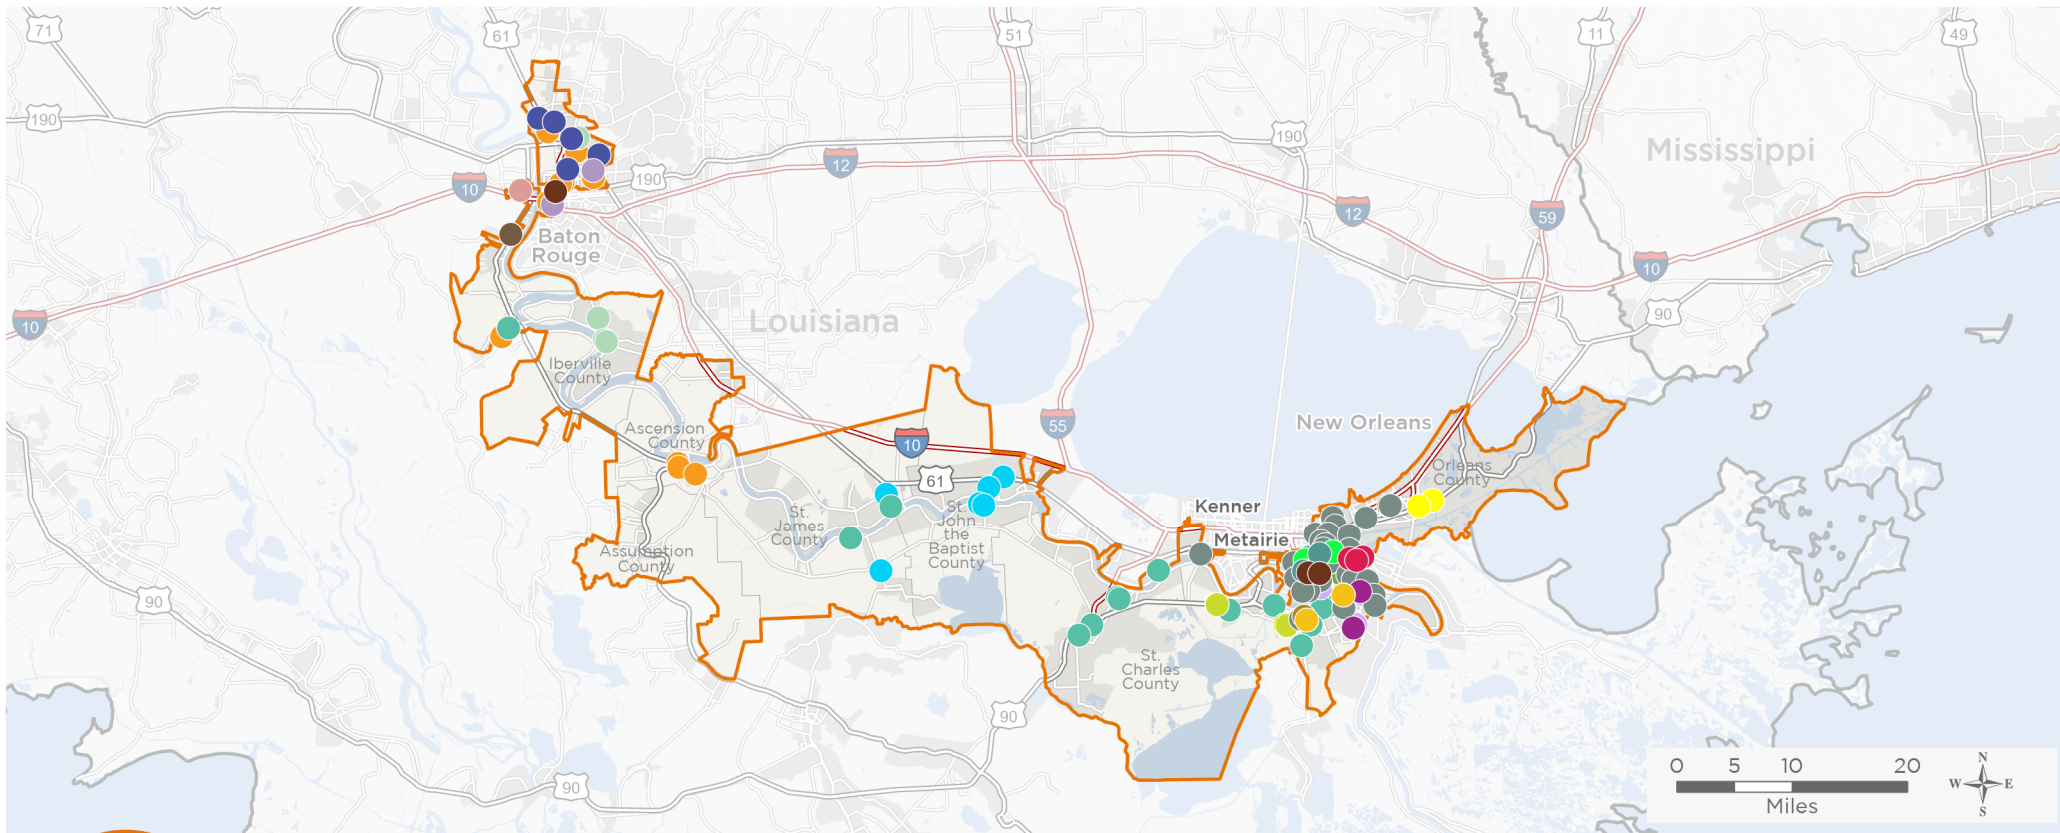 71
61
51
11
49
190
190
Mississippi
12
10
190
12
59
Baton
Rouge
10
10
90
Louisiana
Iberville
County
New Orleans
55
Ascension
County
10
61
Orleans
County
Kenner
St.
James
County
St.
John
the
Baptist
County
Metairie
Assumption
County
90
St.
Charles
County
90
90
0 5 10 20
Miles
N
W E
S